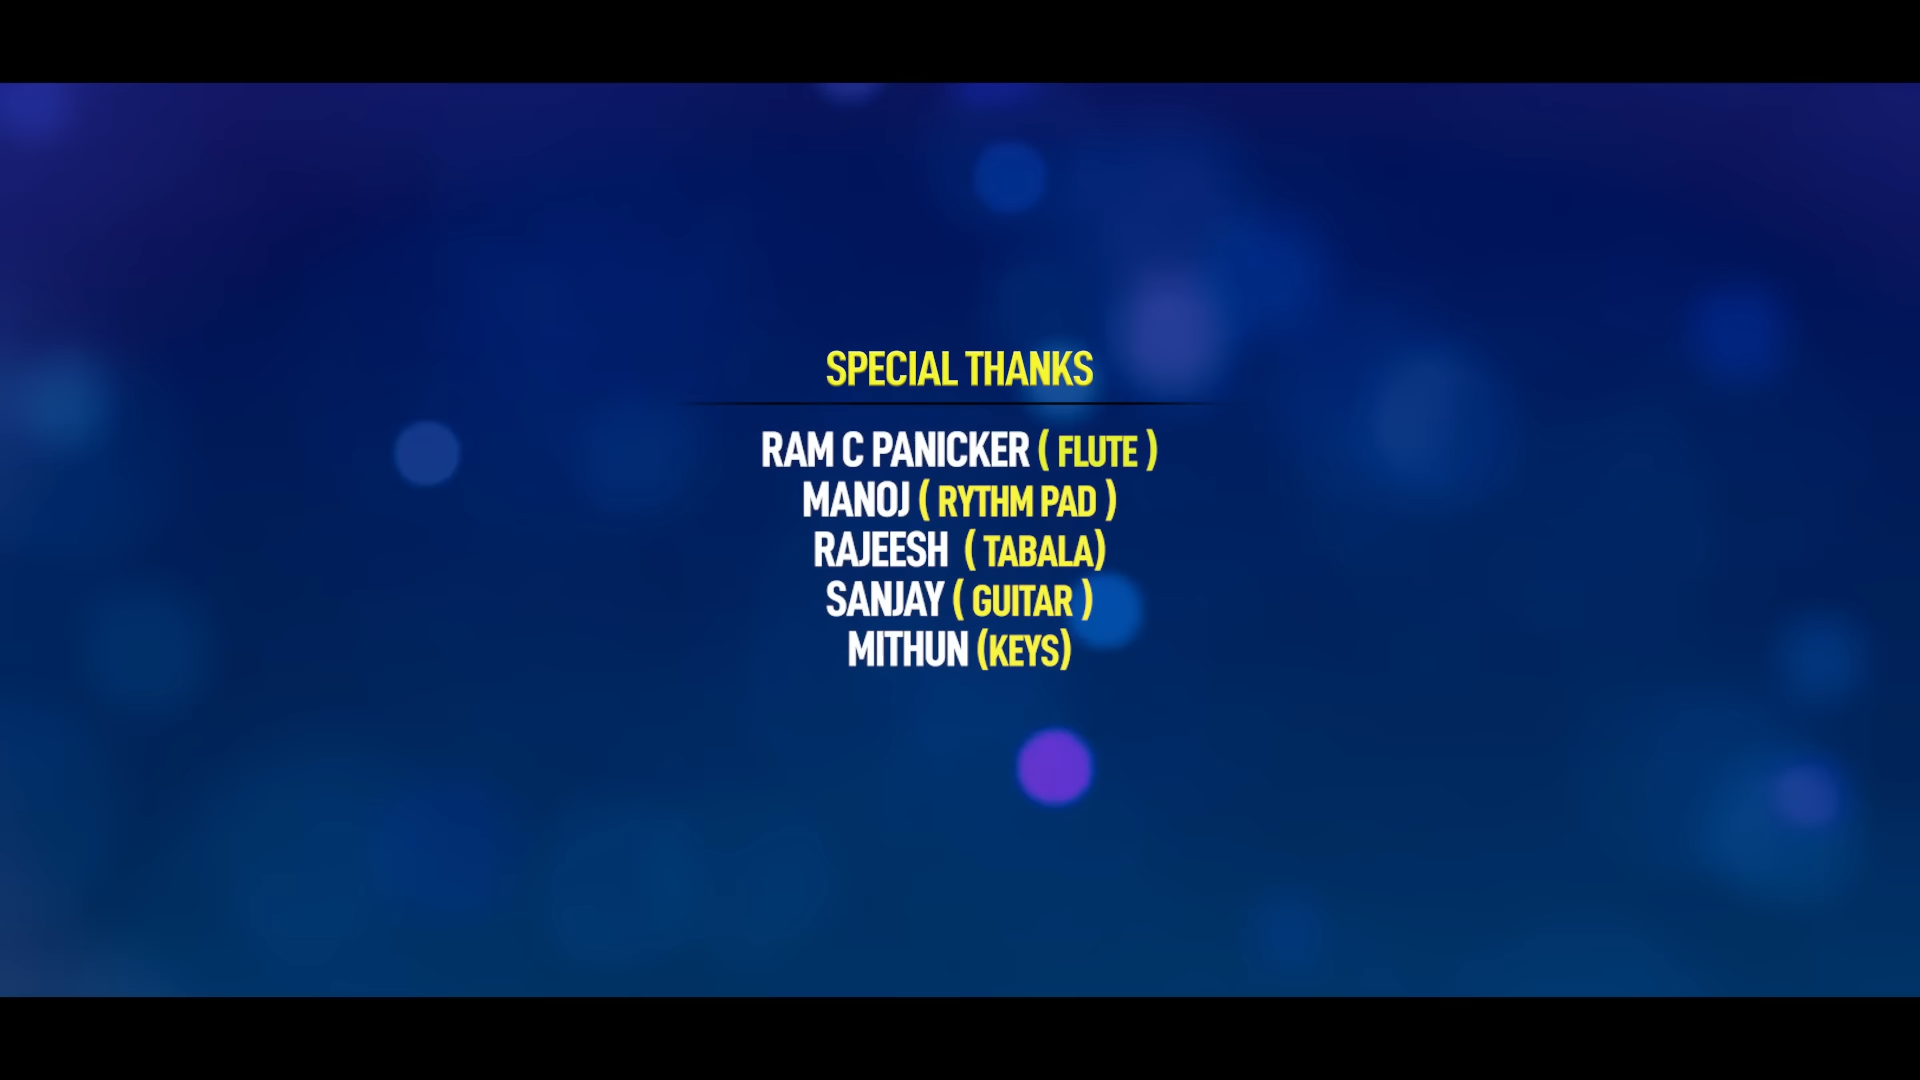 SPECIAL THANKS
RAM C PANICKER ( FLUTE )
MANOJ ( RYTHM PAD )
RAJEESH ( TABALA)
SANJAY ( GUITAR )
MITHUN (KEYS)